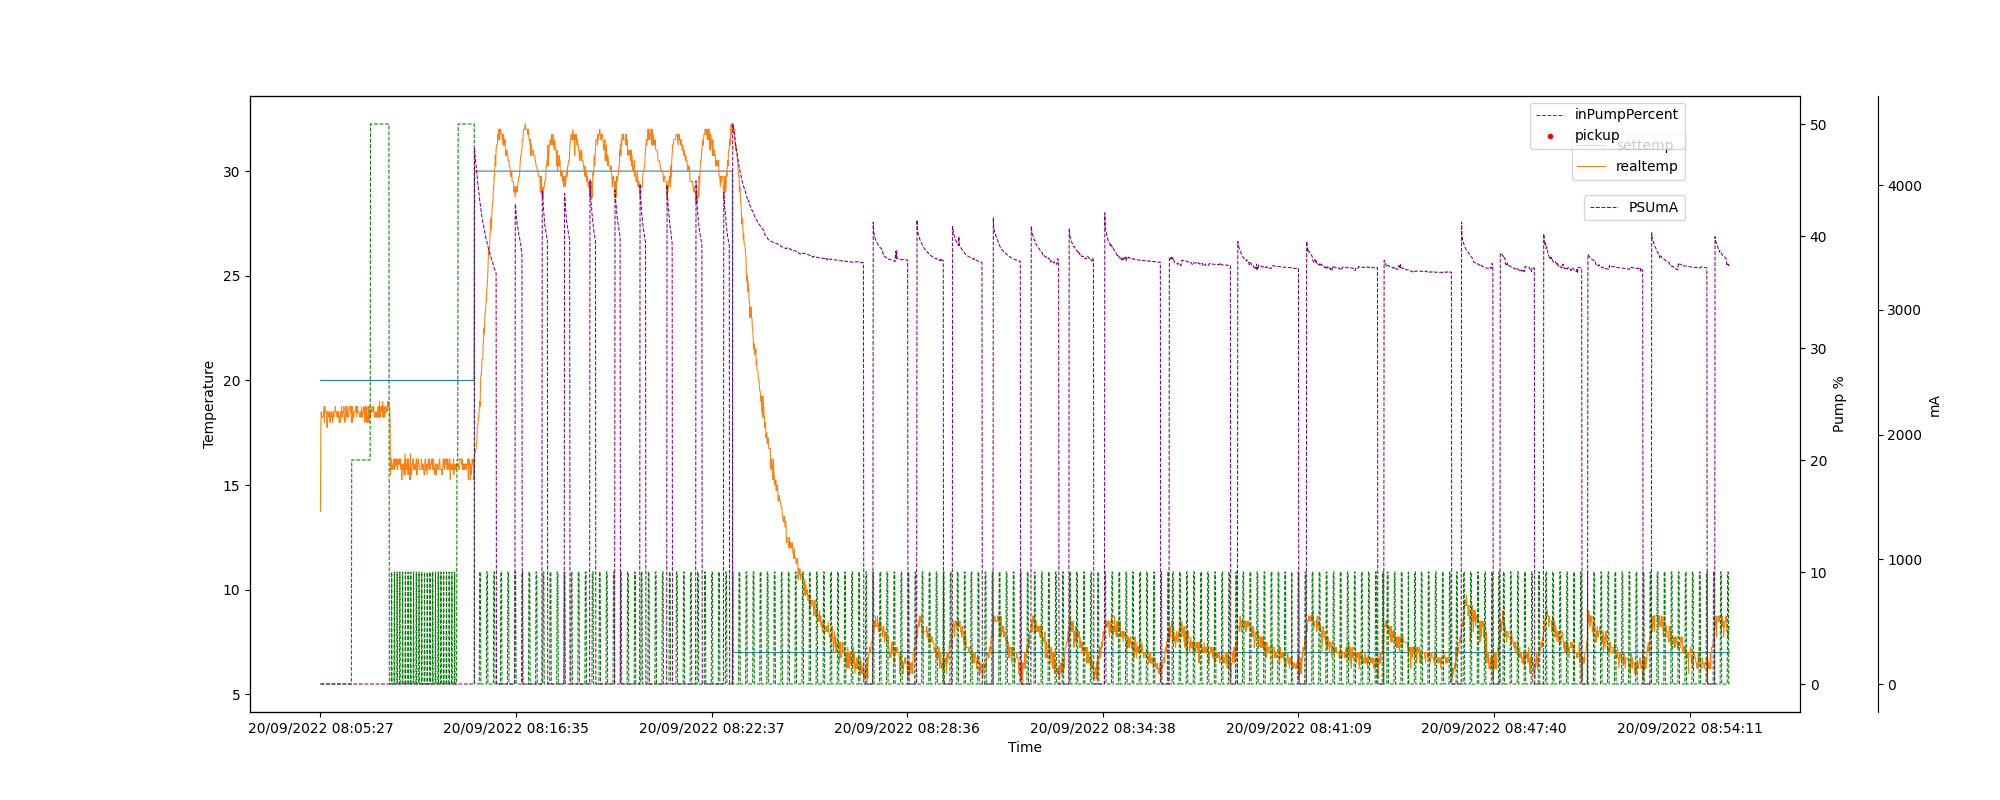 inPumpPercent
pickup
settemp
realtemp
PSUmA
30
25
20
15
10
5
Temperature
50
40
30
20
10
0
Pump %
4000
3000
2000
1000
0
mA
20/09/2022 08:05:27
20/09/2022 08:16:35
20/09/2022 08:22:37
20/09/2022 08:28:36
20/09/2022 08:34:38
20/09/2022 08:41:09
20/09/2022 08:47:40
20/09/2022 08:54:11
Time